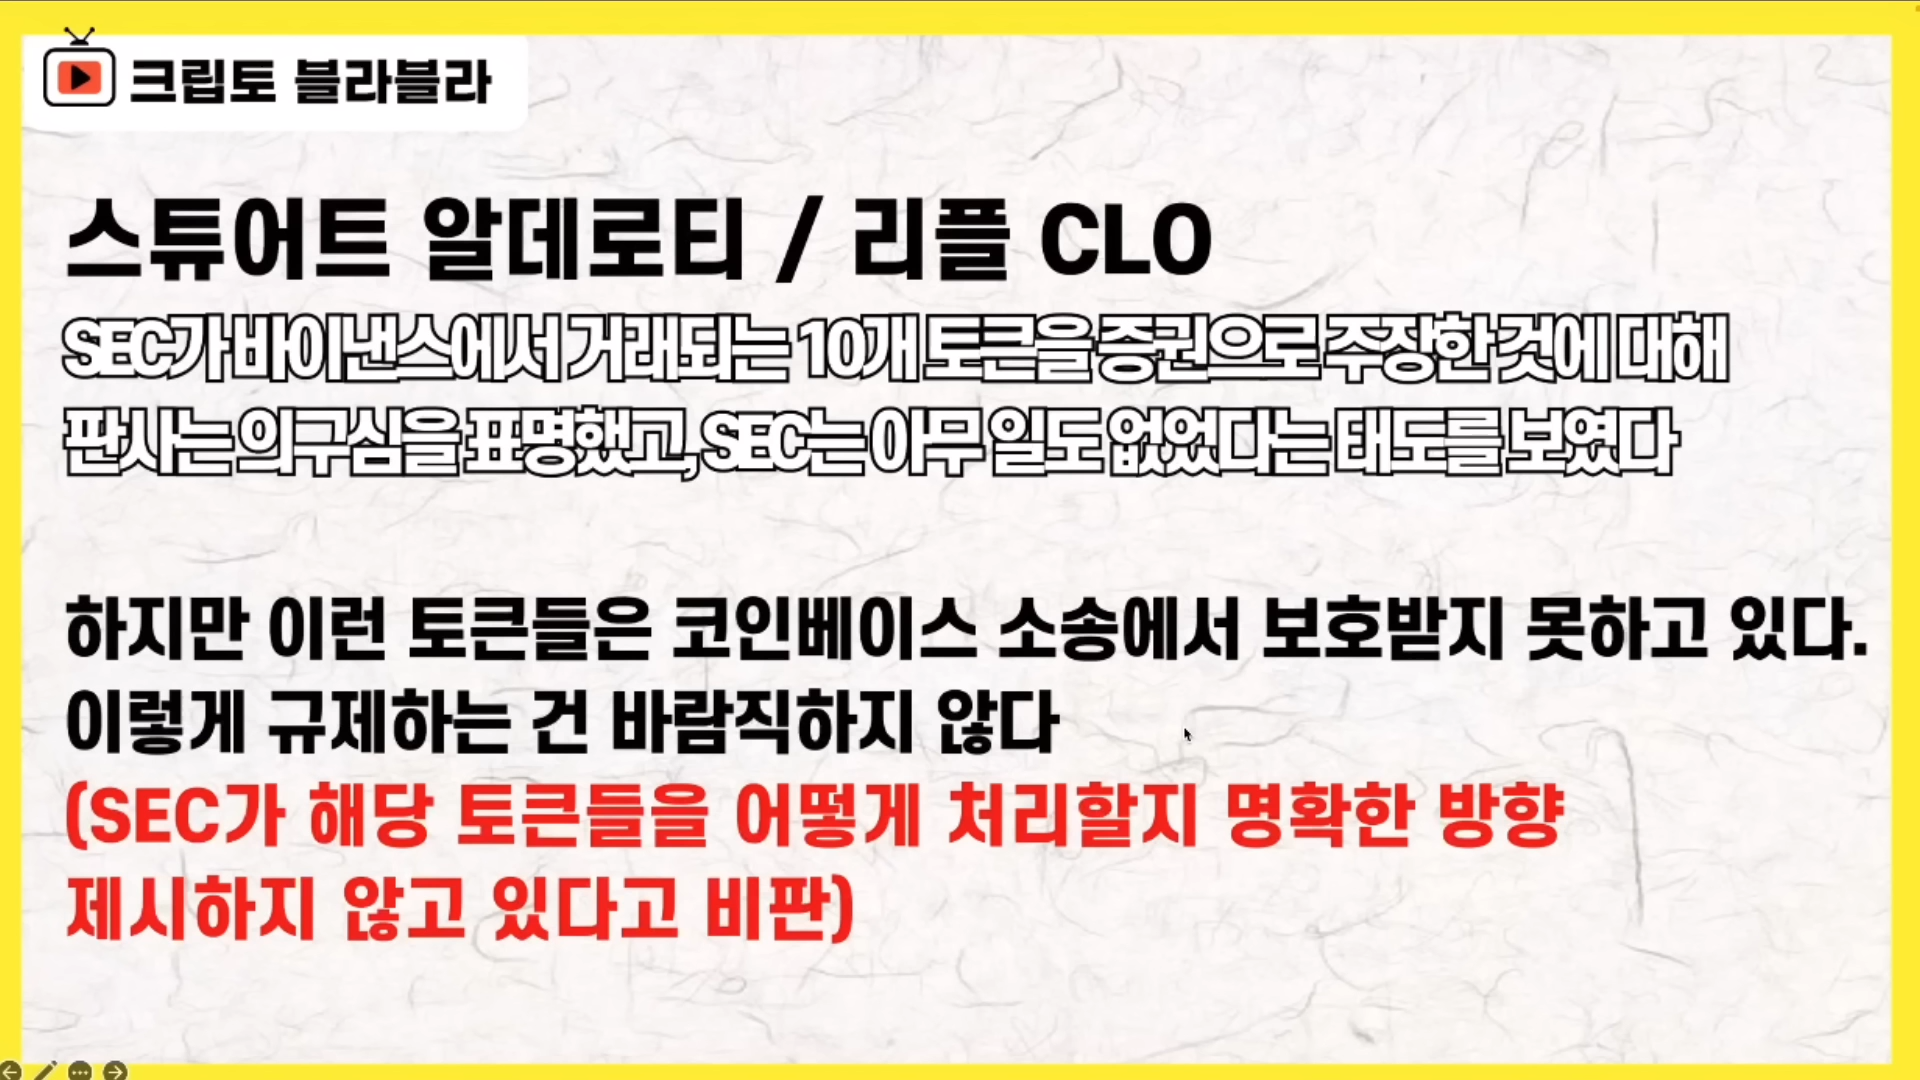 크립토 블라블라
스튜어트 알데로티 / 리플 CLO
SEC가 바이낸스에서 거래되는 10개 토큰을 증권으로 주장한 것에 대해
판사는 의구심을 표명했고, SEC는 아무 일도 없었다는 태도를 보였다
하지만 이런 토큰들은 코인베이스 소송에서 보호받지 못하고 있다.
이렇게 규제하는 건 바람직하지 않다
(SEC가 해당 토큰들을 어떻게 처리할지 명확한 방향
제시하지 않고 있다고 비판)